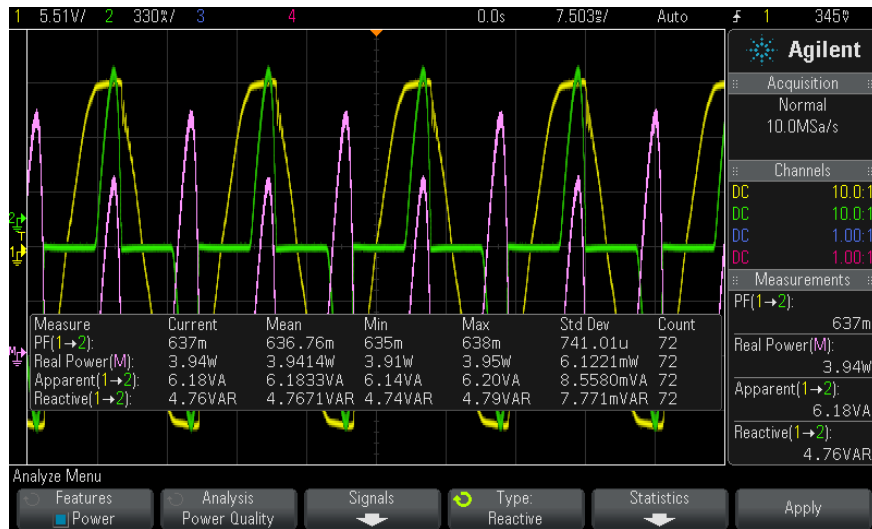 1 5.51V/ 2 330%/ 3 4 0.0s 7.503%/ Auto 1 345%
Agilent
Acquisition
Normal
10.0MSa/s
Channels
DC 10.0:1
DC 10.0:1
DC 1.00:1
DC 1.00:1
Measurements
PF(1→2):
637m
Real Power(M):
3.94W
Apparent(1→2):
6.18VA
Reactive(1→2):
4.76VAR
2
T
1
M
Measure Current Mean Min Max Std Dev Count
PF(1→2): 637m 636.76m 635m 638m 741.01u 72
Real Power(M): 3.94W 3.9414W 3.91W 3.95W 6.1221mW 72
Apparent(1→2): 6.18VA 6.1833VA 6.14VA 6.20VA 8.5580mVA 72
Reactive(1→2): 4.76VAR 4.7671VAR 4.74VAR 4.79VAR 7.771mVAR 72
Analyze Menu
Features Analysis Signals Type: Statistics Apply
Power Power Quality Reactive